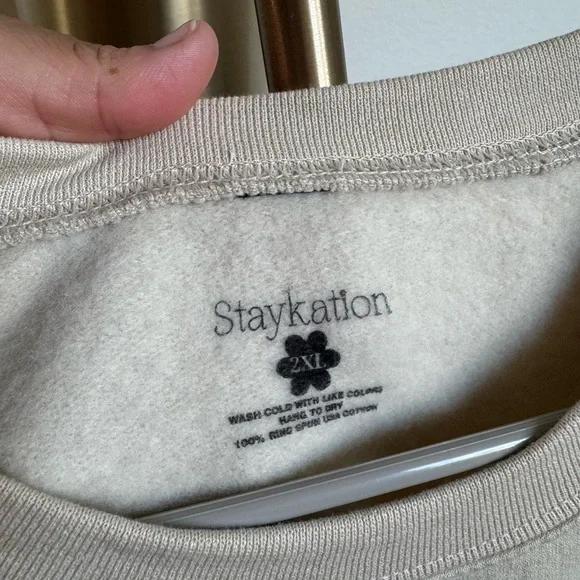 Staykation
2XL
WASH COLD WITH LIKE COLORS
HANG TO DRY
100% RING SPUN USA COTTON